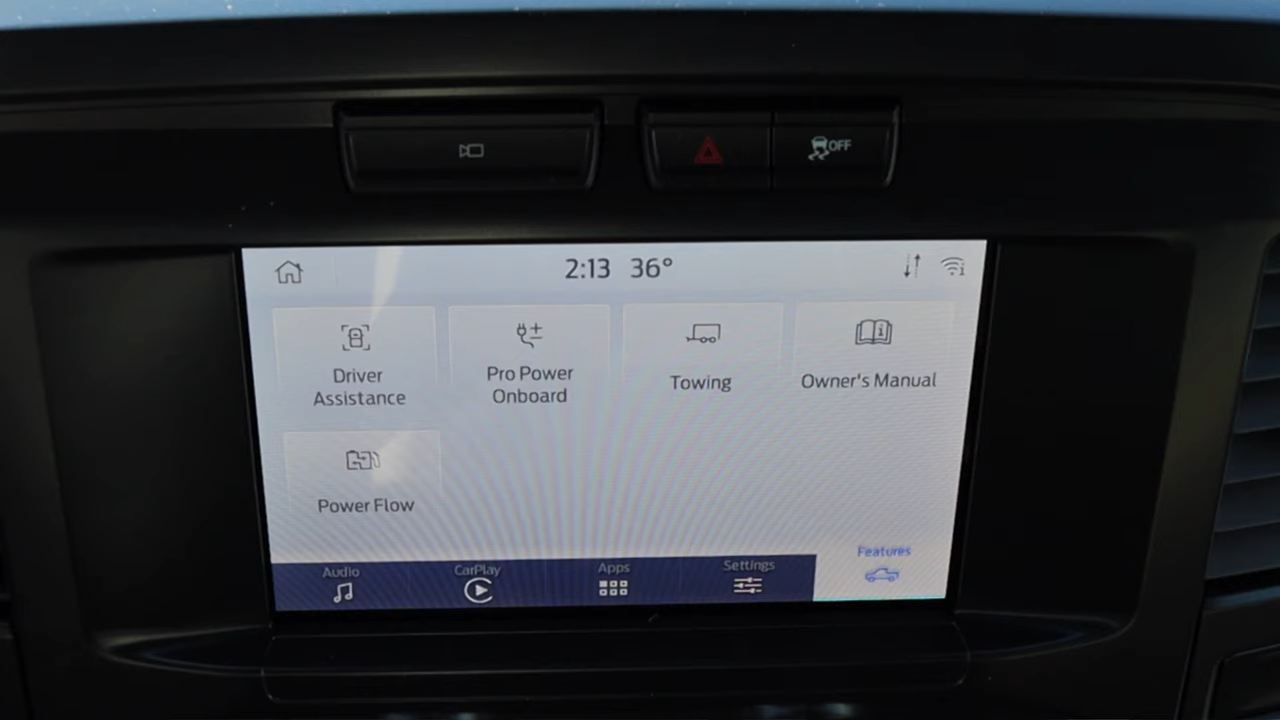 OFF
2:13 36°
Driver
Assistance
Pro Power
Onboard
Towing
Owner's Manual
Power Flow
Audio
CarPlay
Apps
Settings
Features